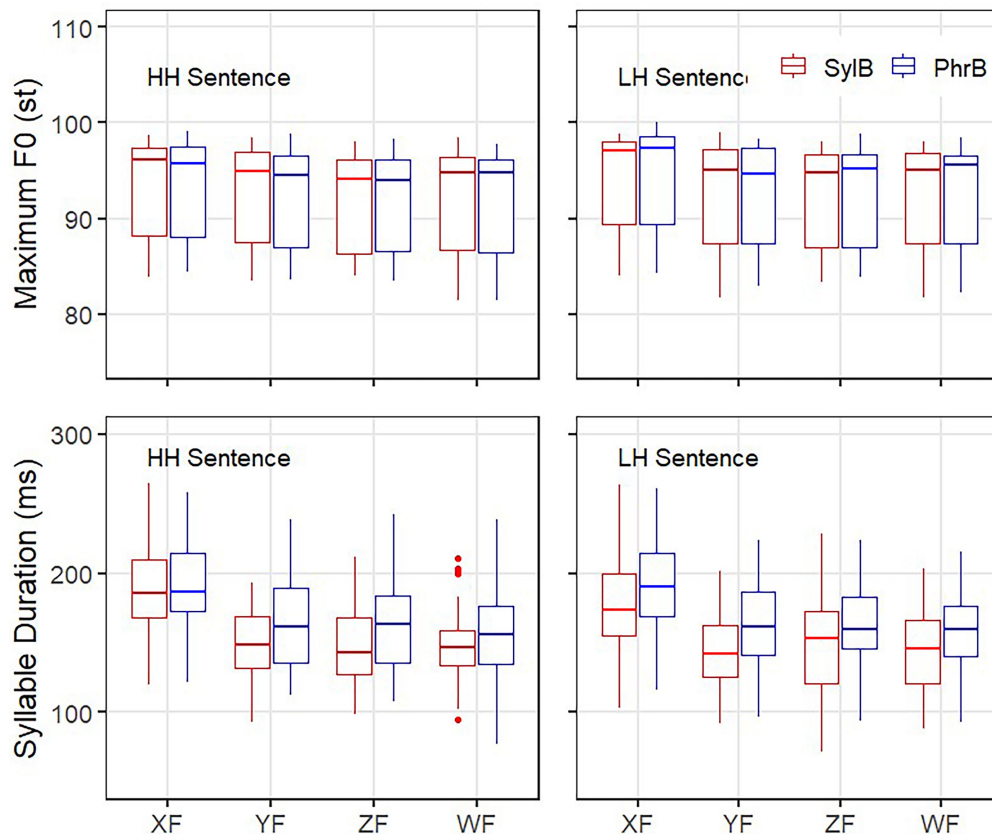 Maximum F0 (st)
110
100
90
80
HH Sentence
LH Sentenc
SylB
PhrB
Syllable Duration (ms)
300
200
100
HH Sentence
LH Sentence
XF YF ZF WF
XF YF ZF WF